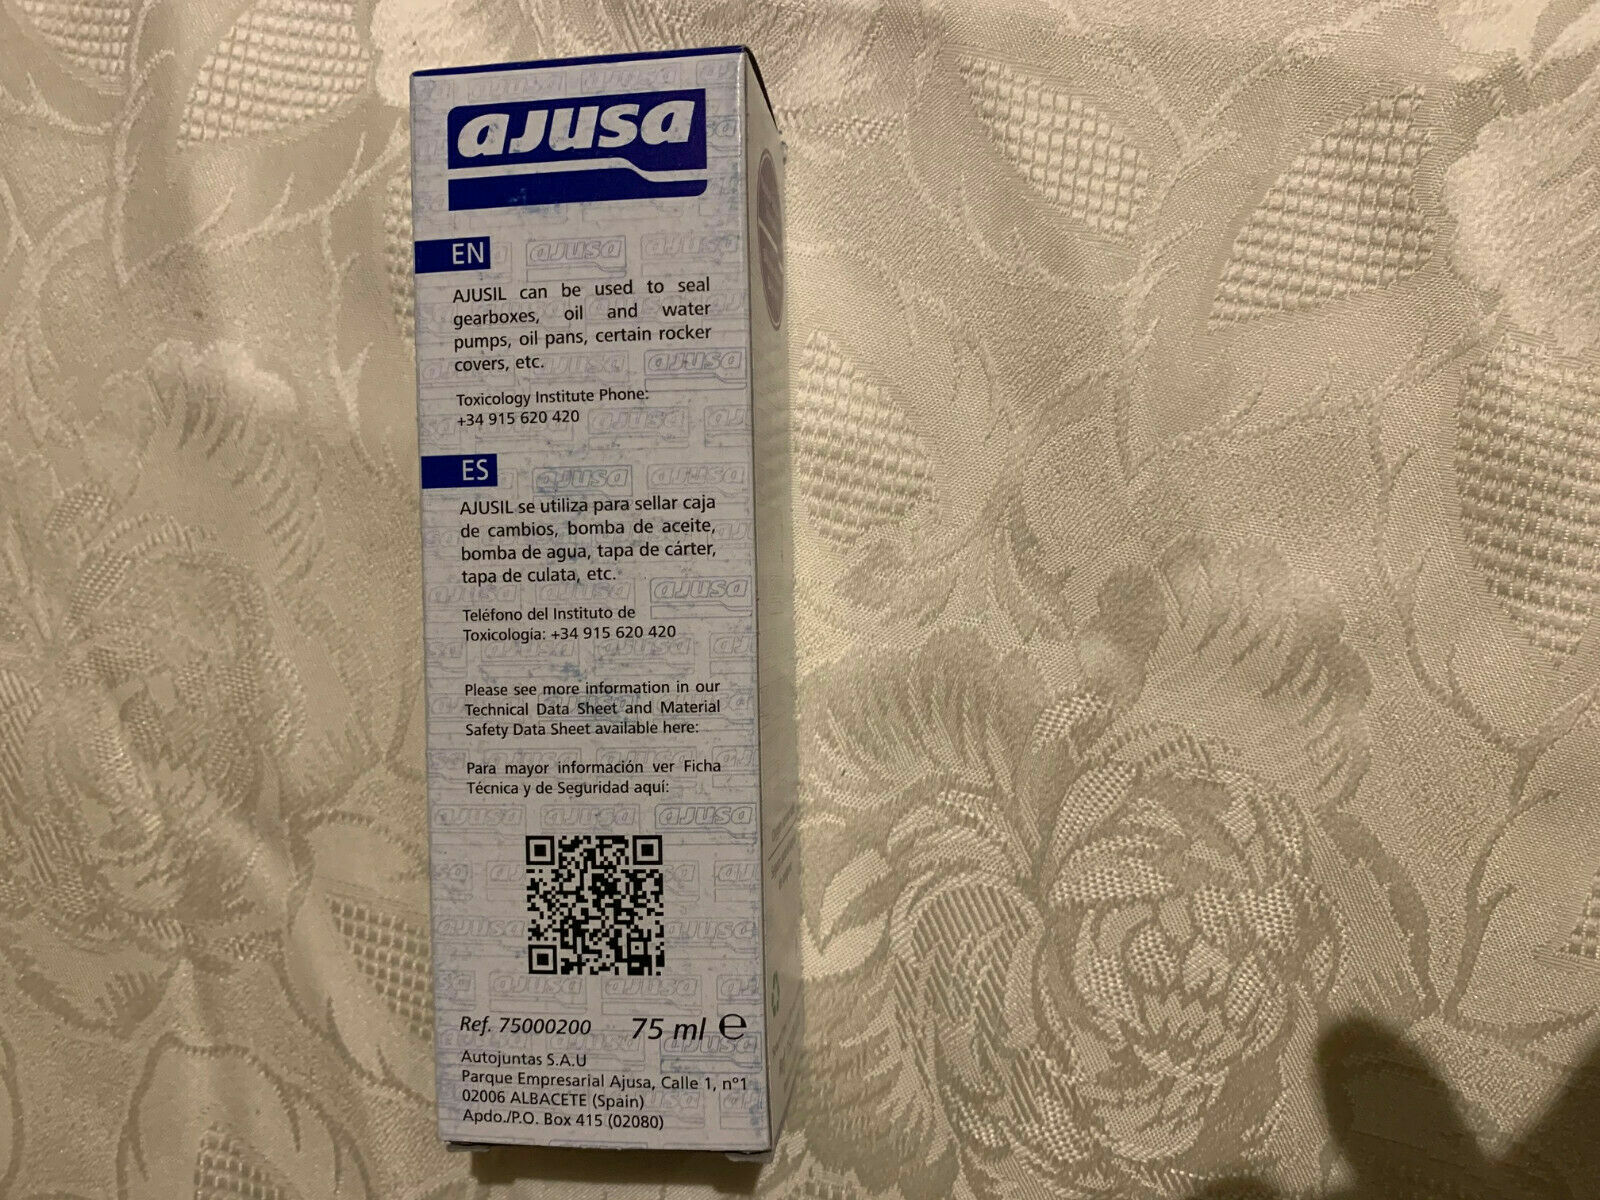 ajusa
EN
AJUSIL can be used to seal
gearboxes, oil and water
pumps, oil pans, certain rocker
covers, etc.
Toxicology Institute Phone:
+34 915 620 420
ES
AJUSIL se utiliza para sellar caja
de cambios, bomba de aceite,
bomba de agua, tapa de cárter,
tapa de culata, etc.
Teléfono del Instituto de
Toxicologia: +34 915 620 420
Please see more information in our
Technical Data Sheet and Material
Safety Data Sheet available here:
Para mayor información ver Ficha
Técnica y de Seguridad aquí:
Ref. 75000200 75 ml ℮
Autojuntas S.A.U
Parque Empresarial Ajusa, Calle 1, nº1
02006 ALBACETE (Spain)
Apdo./P.O. Box 415 (02080)